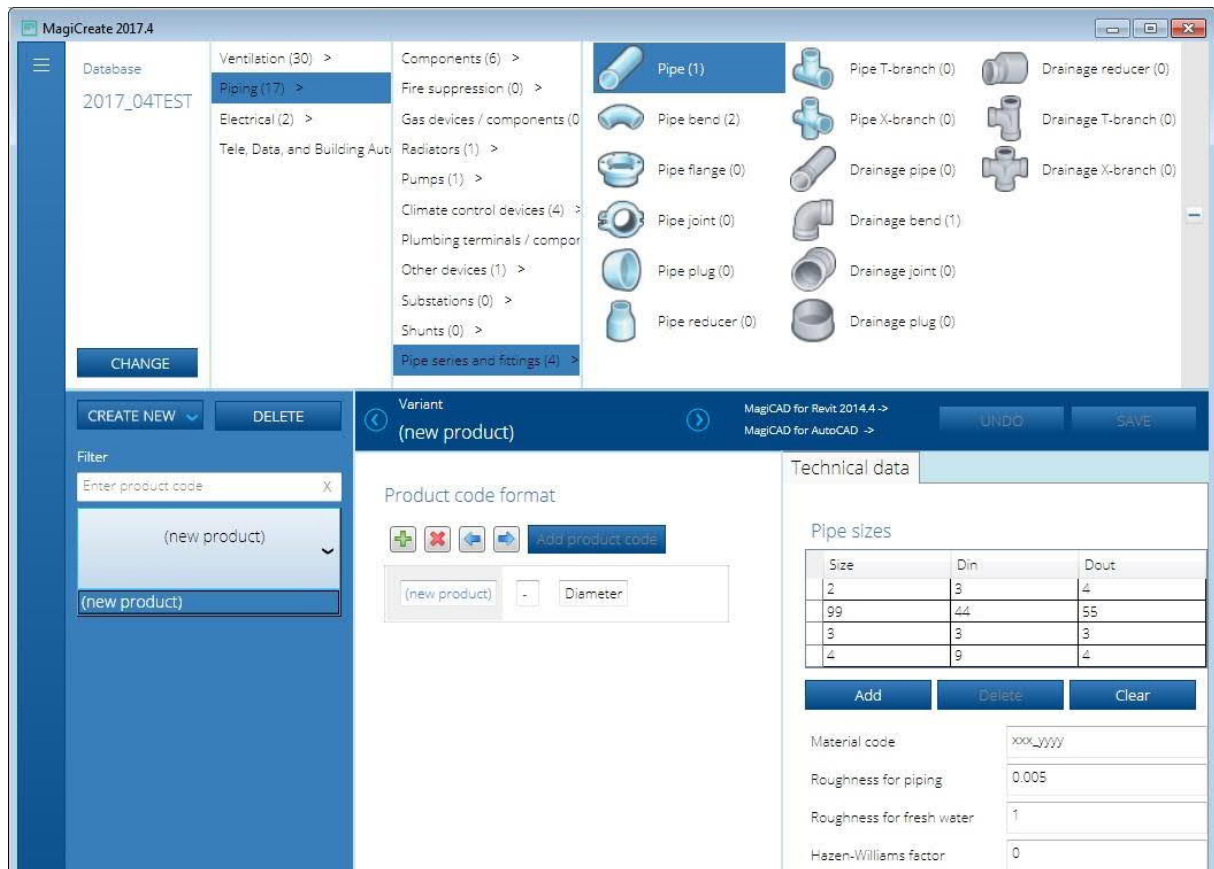 MagiCreate 2017.4
Database
2017_04TEST
CHANGE
Ventilation (30) >
Piping (17) >
Electrical (2) >
Tele, Data, and Building Aut
Components (6) >
Fire suppression (0) >
Gas devices / components (0
Radiators (1) >
Pumps (1) >
Climate control devices (4) >
Plumbing terminals / compor
Other devices (1) >
Substations (0) >
Shunts (0) >
Pipe series and fittings (4) >
Pipe (1)
Pipe bend (2)
Pipe flange (0)
Pipe joint (0)
Pipe plug (0)
Pipe reducer (0)
Pipe T-branch (0)
Pipe X-branch (0)
Drainage pipe (0)
Drainage bend (1)
Drainage joint (0)
Drainage plug (0)
Drainage reducer (0)
Drainage T-branch (0)
Drainage X-branch (0)
CREATE NEW DELETE
Filter
Enter product code X
(new product)
(new product)
Variant
(new product)
MagiCAD for Revit 2014.4 ->
MagiCAD for AutoCAD ->
UNDO SAVE
Product code format
Add product code
(new product) - Diameter
Technical data
Pipe sizes
Size Din Dout
2 3 4
99 44 55
3 3 3
4 9 4
Add Delete Clear
Material code xxx_yyyy
Roughness for piping 0.005
Roughness for fresh water 1
Hazen-Williams factor 0